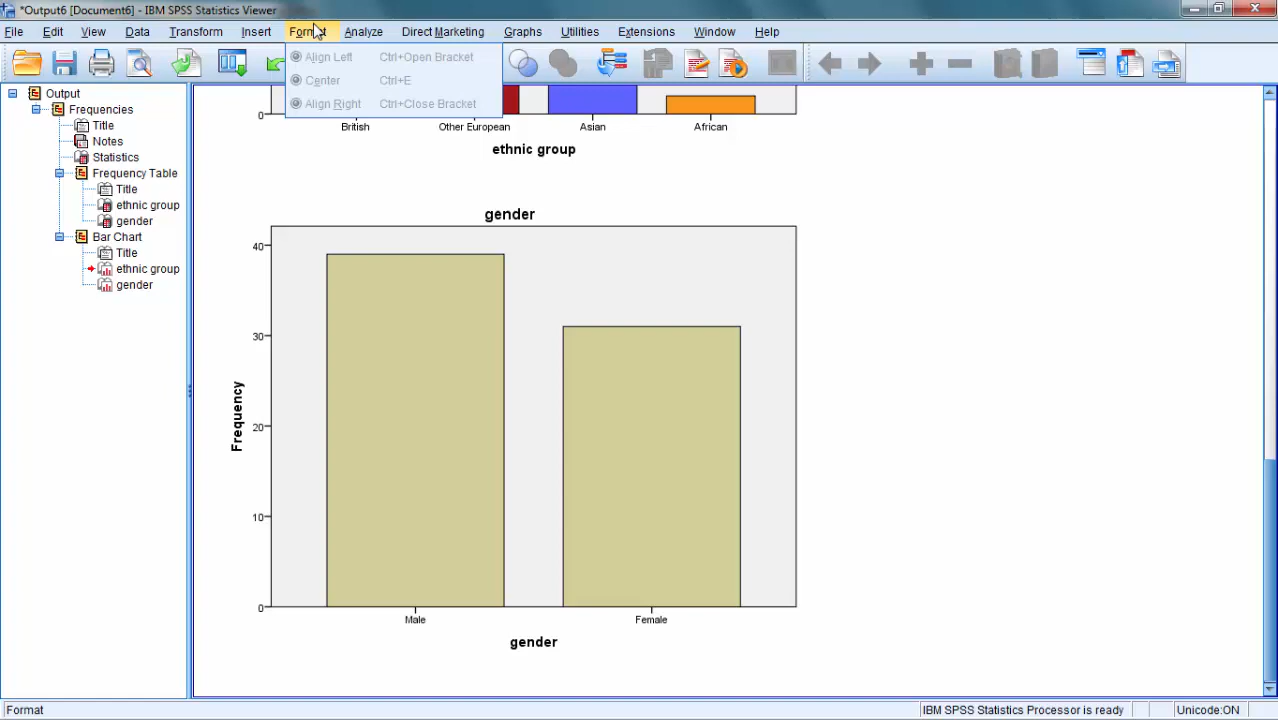 *Output6 [Document6] - IBM SPSS Statistics Viewer
File Edit View Data Transform Insert Format Analyze Direct Marketing Graphs Utilities Extensions Window Help
Align Left Ctrl+Open Bracket
Center Ctrl+E
Align Right Ctrl+Close Bracket
Output
Frequencies
Title
Notes
Statistics
Frequency Table
Title
ethnic group
gender
Bar Chart
Title
ethnic group
gender
0
British Other European Asian African
ethnic group
gender
40
30
20
10
0
Frequency
Male Female
gender
Format IBM SPSS Statistics Processor is ready Unicode:ON